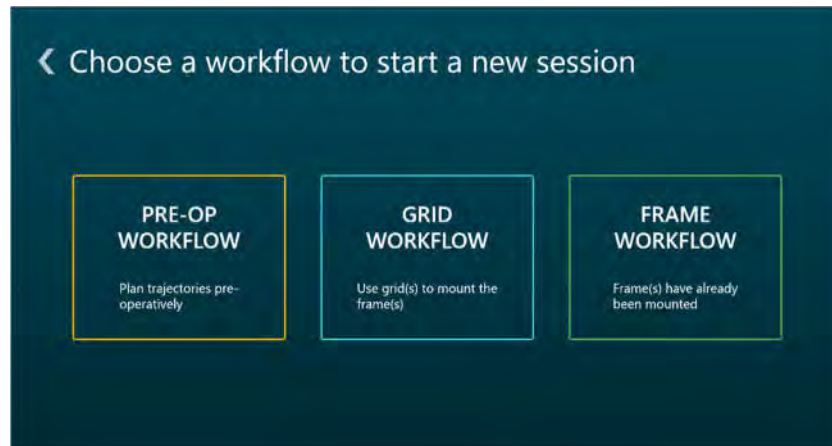 Choose a workflow to start a new session
PRE-OP
WORKFLOW
Plan trajectories pre-
operatively
GRID
WORKFLOW
Use grid(s) to mount the
frame(s)
FRAME
WORKFLOW
Frame(s) have already
been mounted